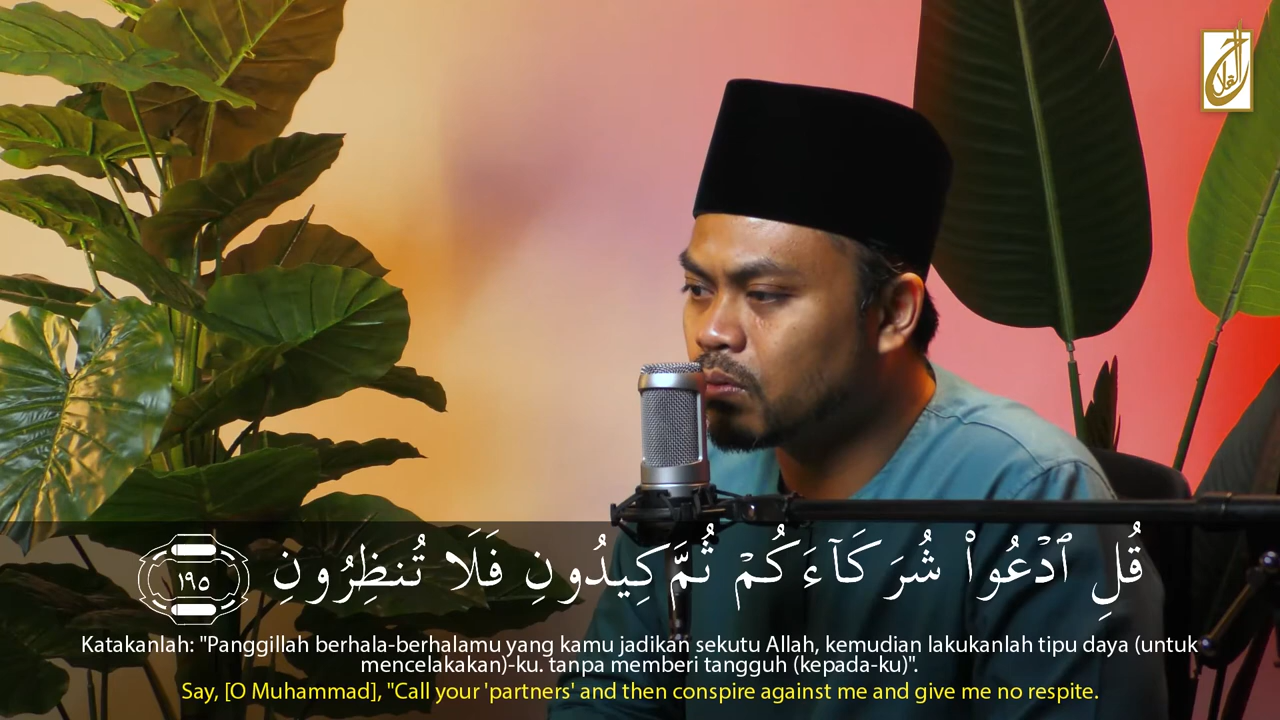 القلم
قُلِ ٱدْعُوا۟ شُرَكَآءَكُمْ ثُمَّ كِيدُونِ فَلَا تُنظِرُونِ ١٩٥
Katakanlah: "Panggillah berhala-berhalamu yang kamu jadikan sekutu Allah, kemudian lakukanlah tipu daya (untuk
mencelakakan)-ku. tanpa memberi tangguh (kepada-ku)".
Say, [O Muhammad], "Call your 'partners' and then conspire against me and give me no respite.